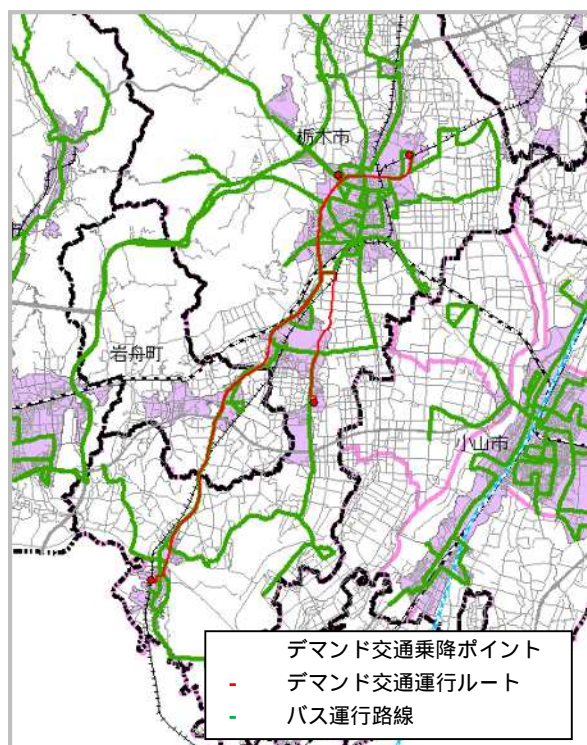 栃木市
岩舟町
小山市
市
デマンド交通乗降ポイント
デマンド交通運行ルート
バス運行路線